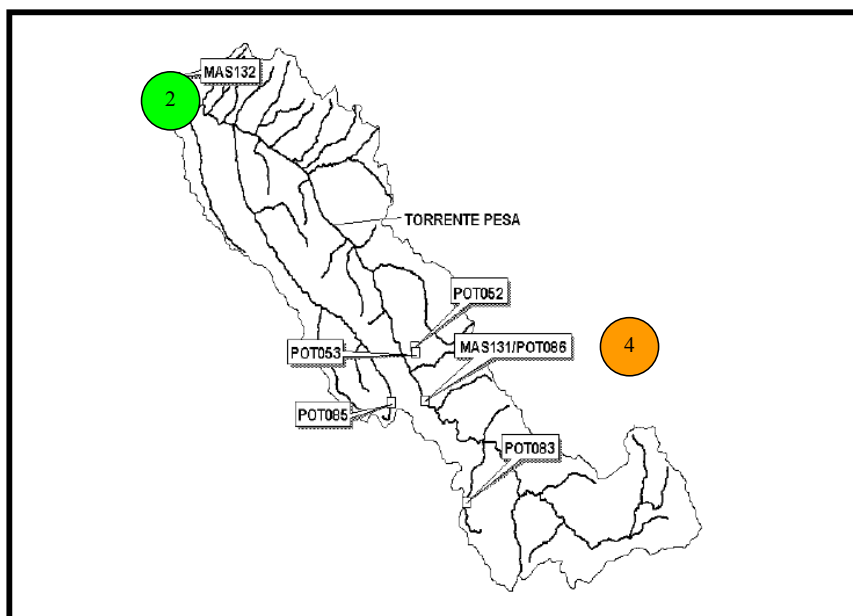 MAS132
2
TORRENTE PESA
POT052
POT053
MAS131/POT086
4
POT085
POT083